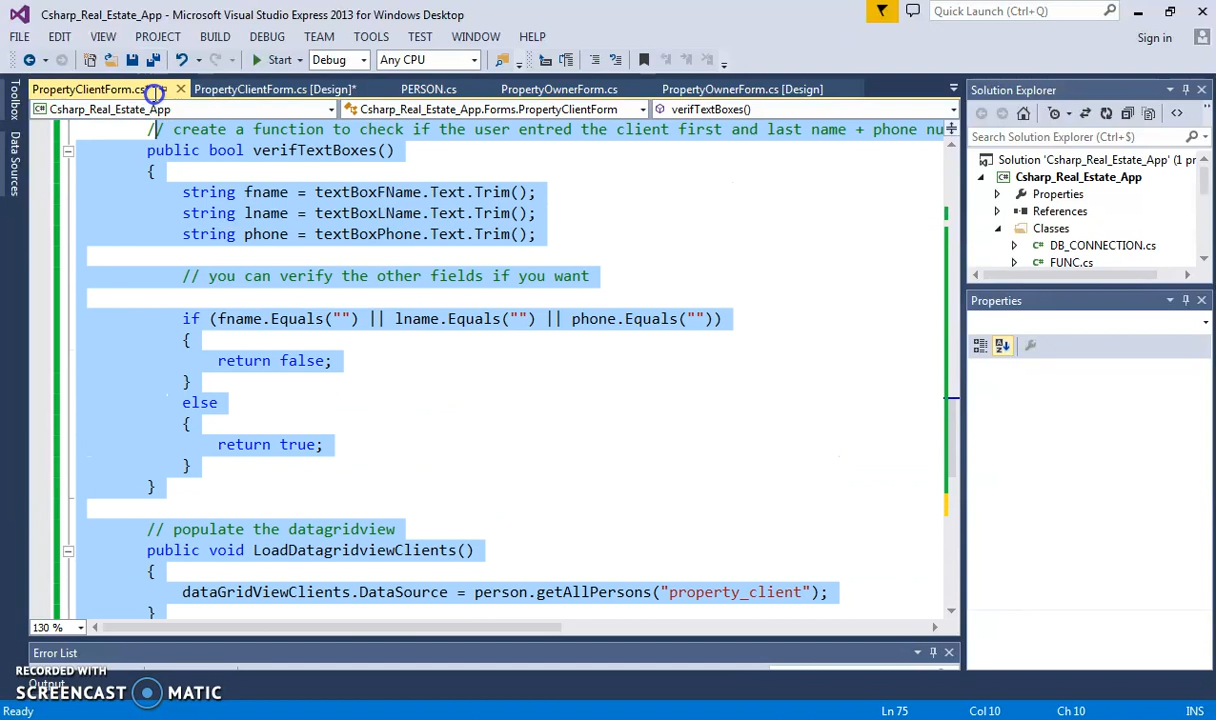 Csharp_Real_Estate_App - Microsoft Visual Studio Express 2013 for Windows Desktop
Quick Launch (Ctrl+Q)
FILE EDIT VIEW PROJECT BUILD DEBUG TEAM TOOLS TEST WINDOW HELP
Sign in
Start Debug Any CPU
Toolbox
Data Sources
PropertyClientForm.cs PropertyClientForm.cs [Design]* PERSON.cs PropertyOwnerForm.cs PropertyOwnerForm.cs [Design]
Csharp_Real_Estate_App Csharp_Real_Estate_App.Forms.PropertyClientForm verifTextBoxes()
// create a function to check if the user entred the client first and last name + phone nu
public bool verifTextBoxes()
{
string fname = textBoxFName.Text.Trim();
string lname = textBoxLName.Text.Trim();
string phone = textBoxPhone.Text.Trim();
// you can verify the other fields if you want
if (fname.Equals("") || lname.Equals("") || phone.Equals(""))
{
return false;
}
else
{
return true;
}
}
// populate the datagridview
public void LoadDatagridviewClients()
{
dataGridViewClients.DataSource = person.getAllPersons("property_client");
}
130 %
Solution Explorer
Search Solution Explorer (Ctrl+;)
Solution 'Csharp_Real_Estate_App' (1 pr
Csharp_Real_Estate_App
Properties
References
Classes
C# DB_CONNECTION.cs
C# FUNC.cs
Properties
Error List
Output
RECORDED WITH
SCREENCAST MATIC
Ready Ln 75 Col 10 Ch 10 INS